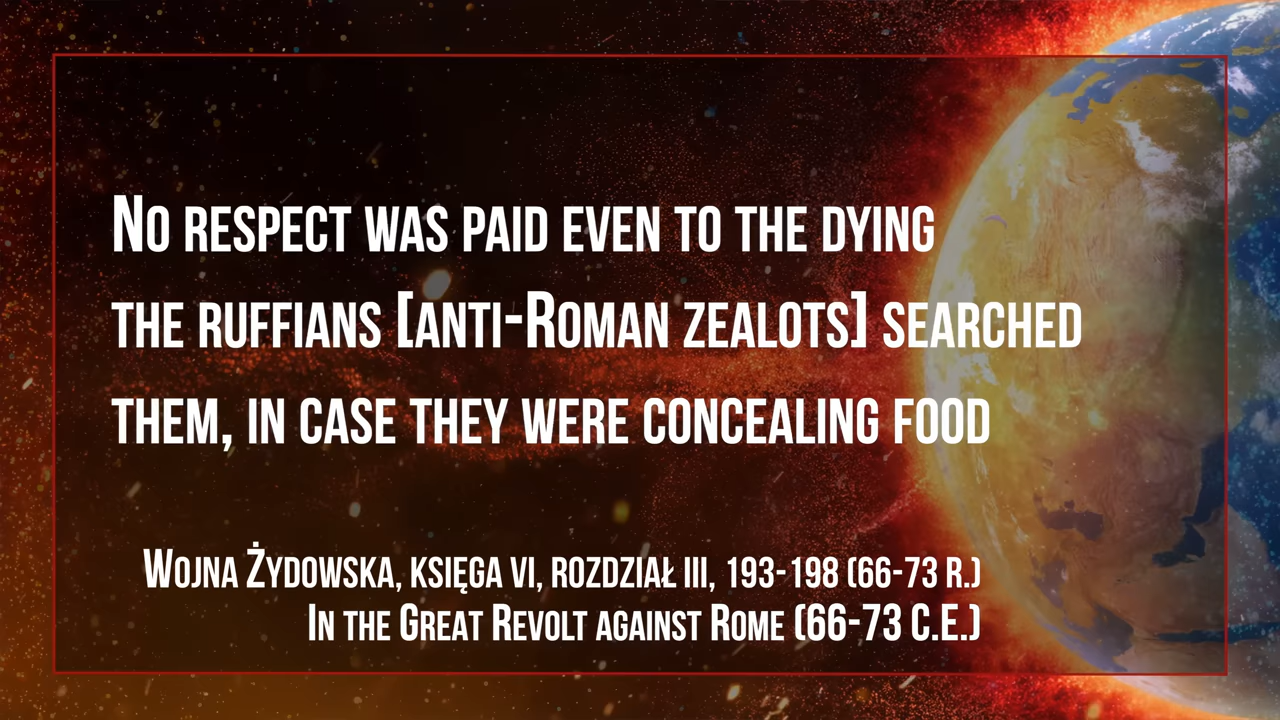 No respect was paid even to the dying
the ruffians [anti-Roman zealots] searched
them, in case they were concealing food
Wojna Żydowska, księga VI, rozdział III, 193-198 (66-73 r.)
In the Great Revolt against Rome (66-73 C.E.)